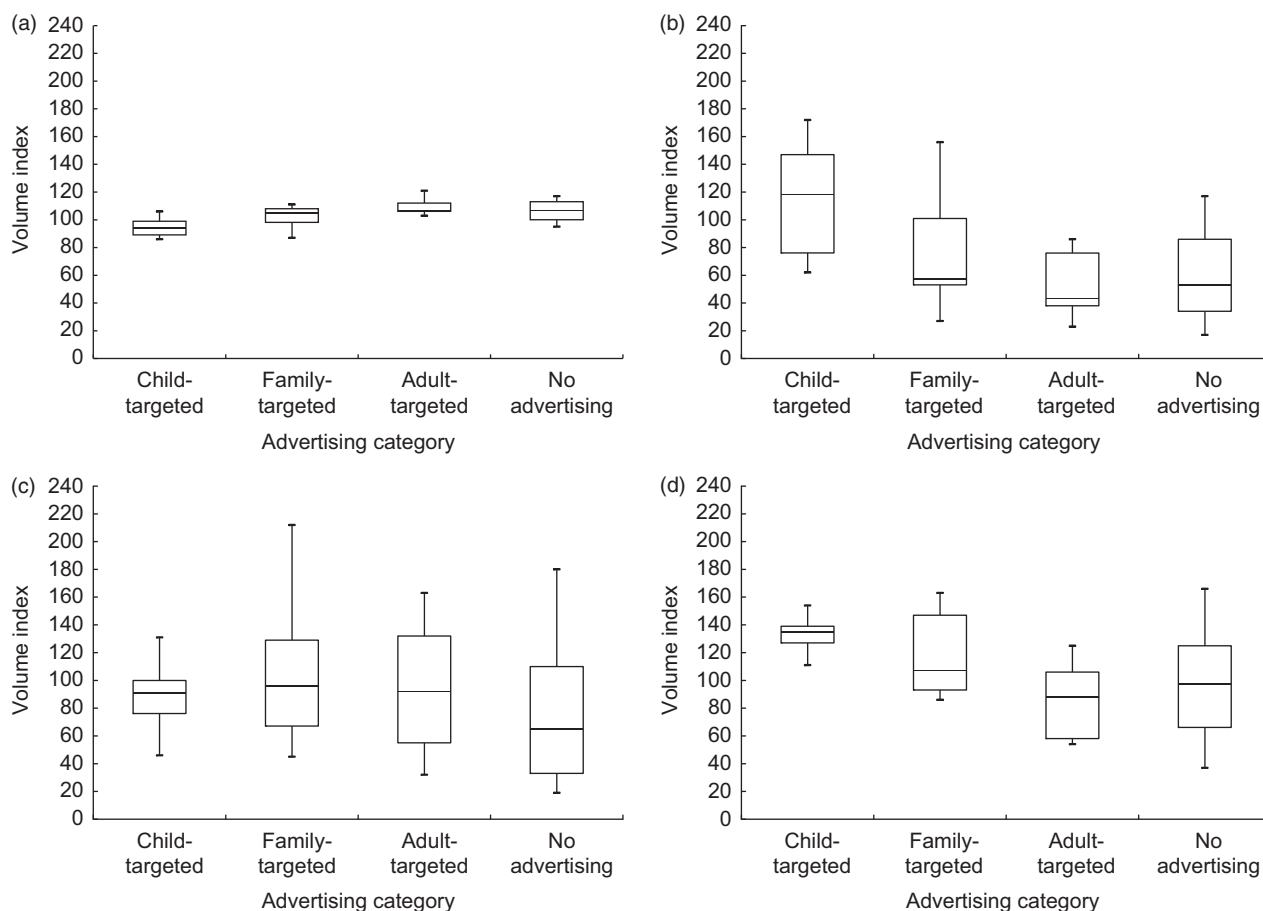 (a)
240
220
200
180
160
140
120
100
80
60
40
20
0
Volume index
Child-
targeted
Family-
targeted
Adult-
targeted
No
advertising
Advertising category
(b)
240
220
200
180
160
140
120
100
80
60
40
20
0
Volume index
Child-
targeted
Family-
targeted
Adult-
targeted
No
advertising
Advertising category
(c)
240
220
200
180
160
140
120
100
80
60
40
20
0
Volume index
Child-
targeted
Family-
targeted
Adult-
targeted
No
advertising
Advertising category
(d)
240
220
200
180
160
140
120
100
80
60
40
20
0
Volume index
Child-
targeted
Family-
targeted
Adult-
targeted
No
advertising
Advertising category